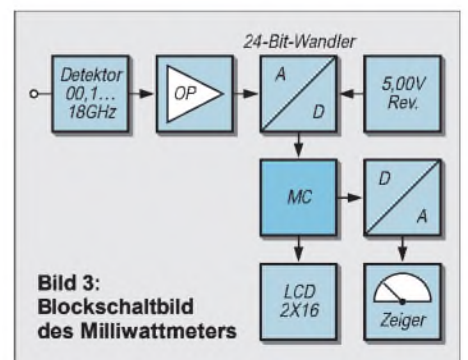 24-Bit-Wandler
Detektor
00,1...
18GHz
OP
A
D
5,00V
Rev.
MC
D
A
LCD
2X16
Zeiger
Bild 3:
Blockschaltbild
des Milliwattmeters